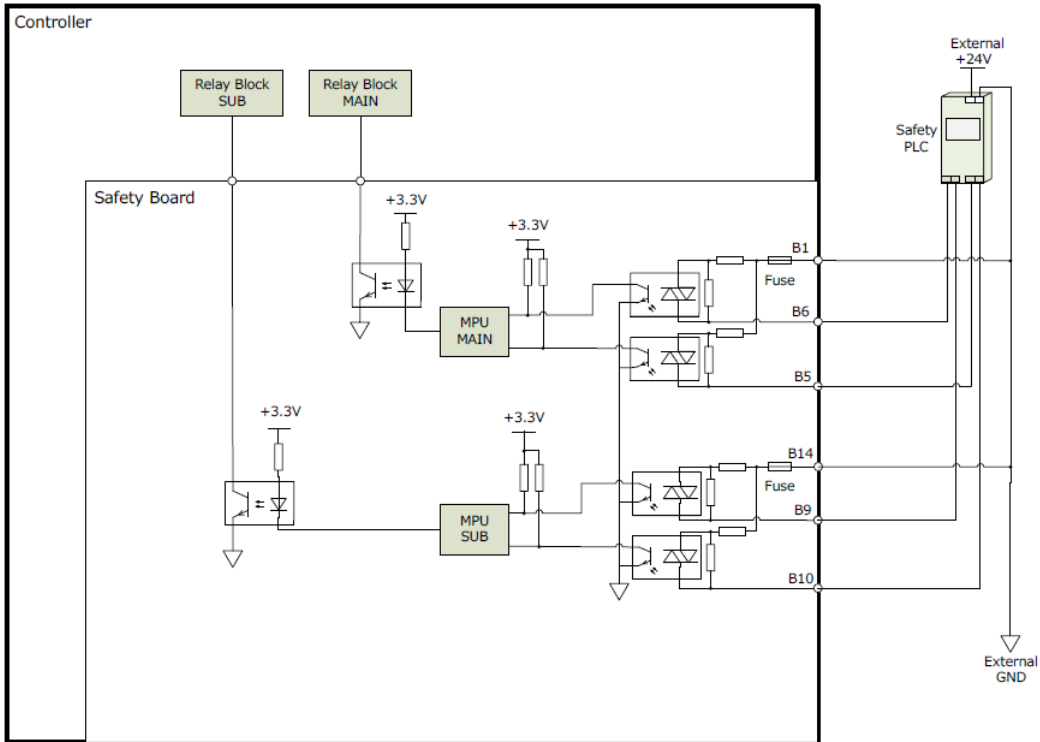 Controller
External
+24V
Relay Block
SUB
Relay Block
MAIN
Safety
PLC
Safety Board
+3.3V
+3.3V
B1
Fuse
MPU
MAIN
B6
B5
+3.3V
+3.3V
B14
Fuse
MPU
SUB
B9
B10
External
GND